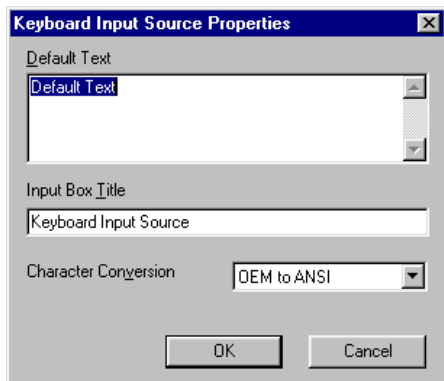 Keyboard Input Source Properties
Default Text
Default Text
Input Box Title
Keyboard Input Source
Character Conversion
OEM to ANSI
OK
Cancel